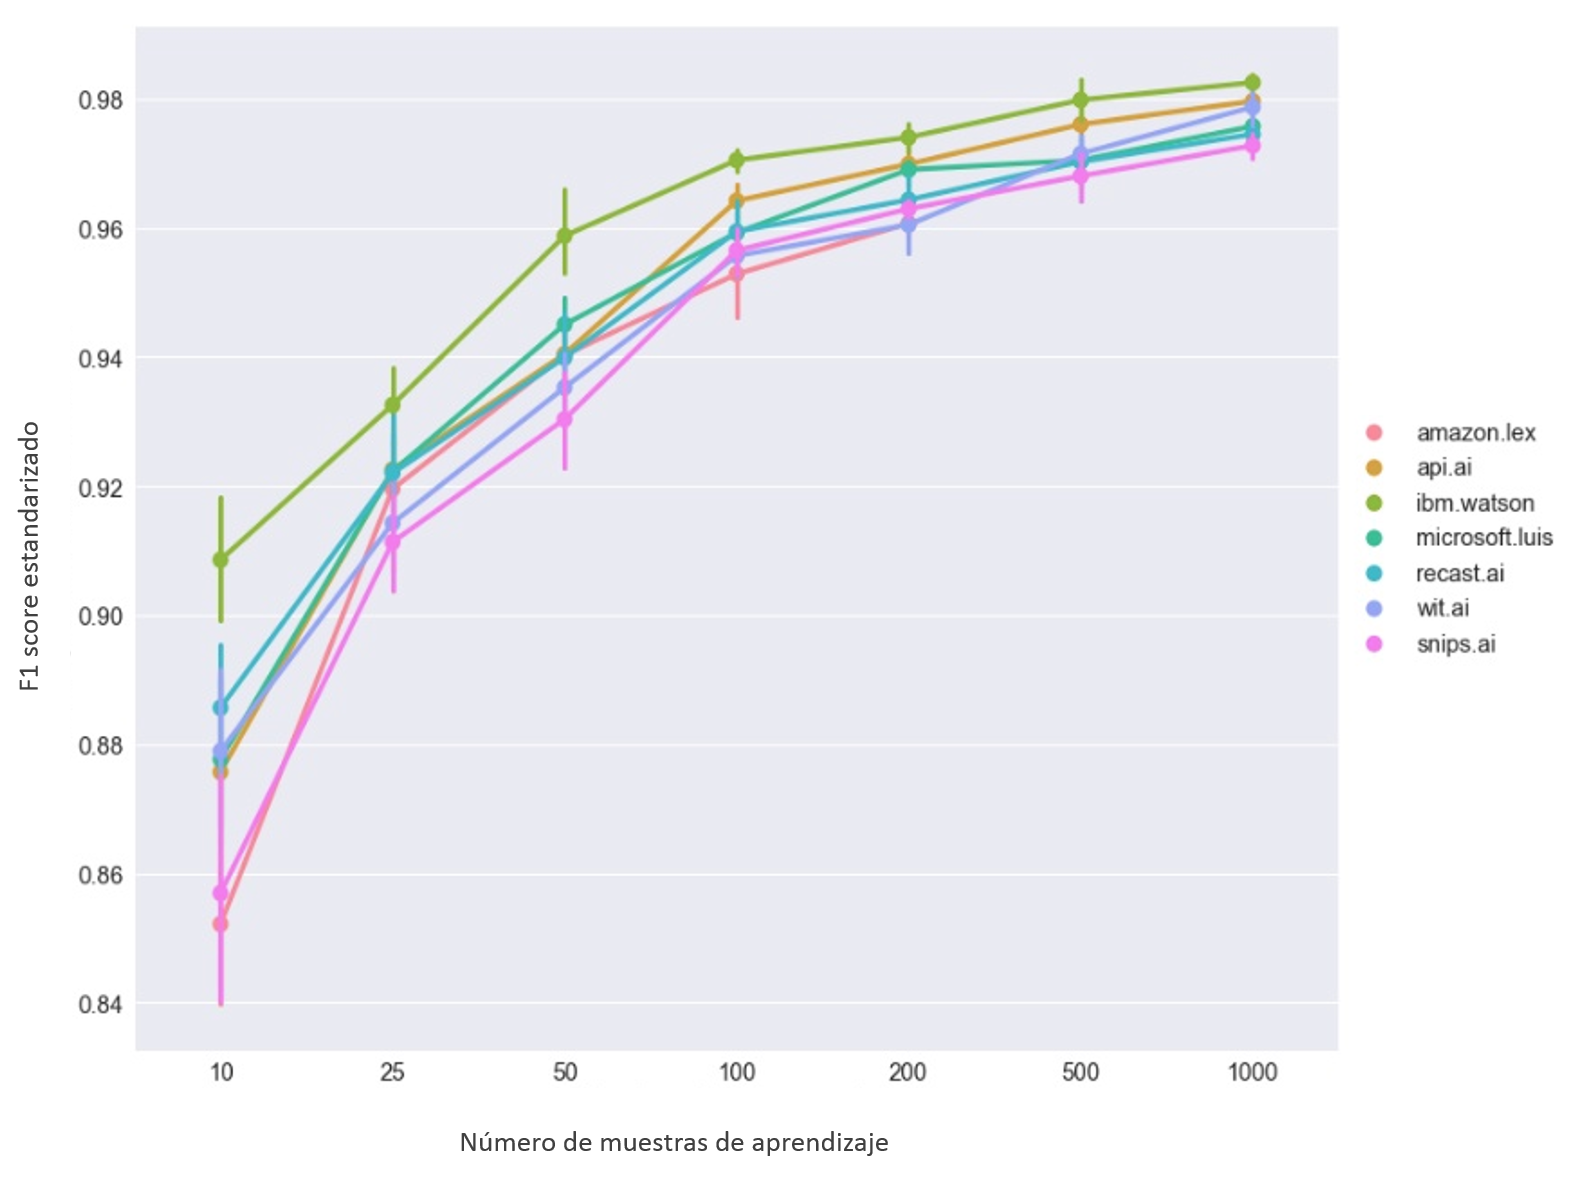 F1 score estandarizado
0.98
0.96
0.94
0.92
0.90
0.88
0.86
0.84
10 25 50 100 200 500 1000
Número de muestras de aprendizaje
amazon.lex
api.ai
ibm.watson
microsoft.luis
recast.ai
wit.ai
snips.ai